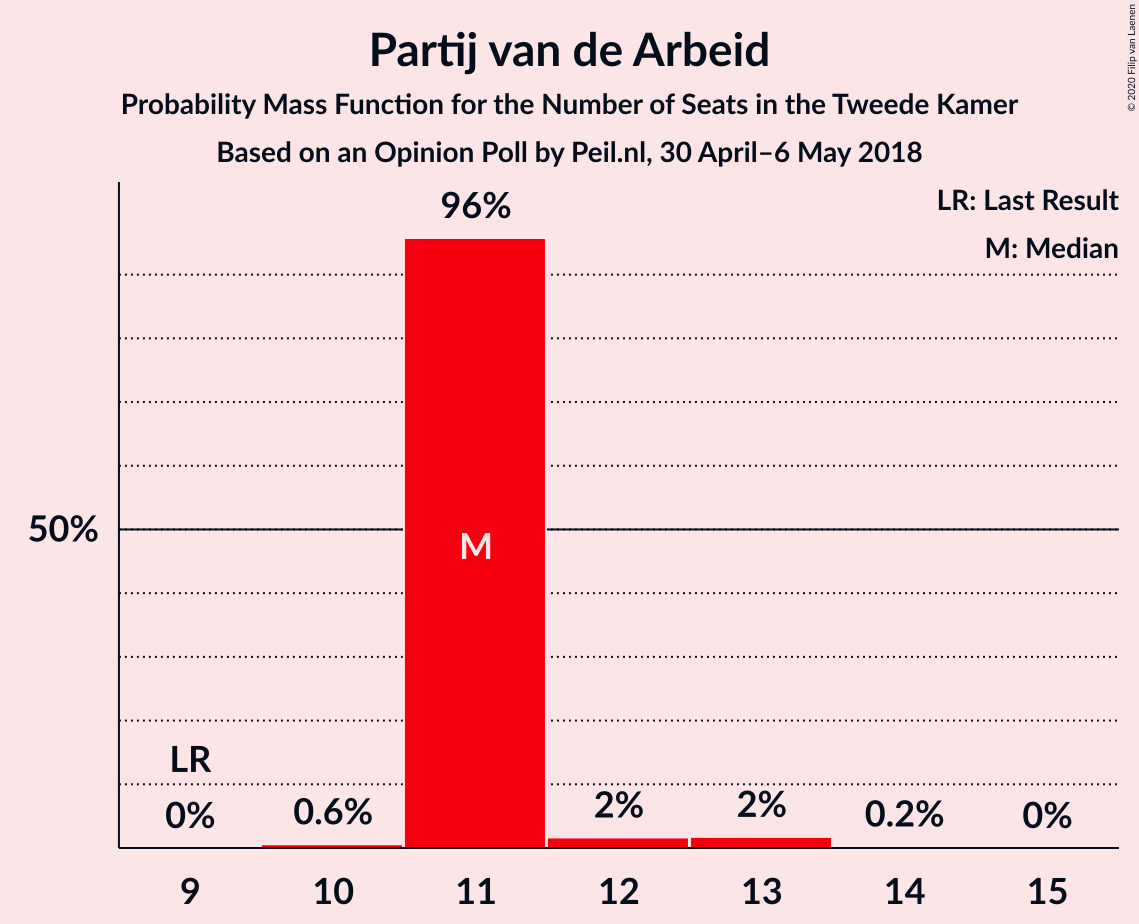 Partij van de Arbeid
Probability Mass Function for the Number of Seats in the Tweede Kamer
Based on an Opinion Poll by Peil.nl, 30 April–6 May 2018
© 2020 Filip van Laenen
LR: Last Result
M: Median
96%
50%
M
LR
0%
0.6%
2%
2%
0.2%
0%
9 10 11 12 13 14 15